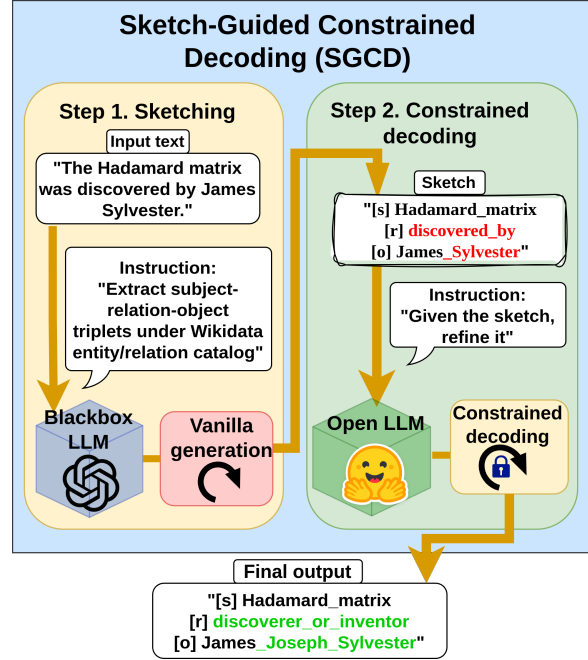 Sketch-Guided Constrained
Decoding (SGCD)
Step 1. Sketching
Input text
"The Hadamard matrix
was discovered by James
Sylvester."
Instruction:
"Extract subject-
relation-object
triplets under Wikidata
entity/relation catalog"
Blackbox
LLM
Vanilla
generation
Step 2. Constrained
decoding
Sketch
"[s] Hadamard_matrix
[r] discovered_by
[o] James_Sylvester"
Instruction:
"Given the sketch,
refine it"
Open LLM
Constrained
decoding
Final output
"[s] Hadamard_matrix
[r] discoverer_or_inventor
[o] James_Joseph_Sylvester"